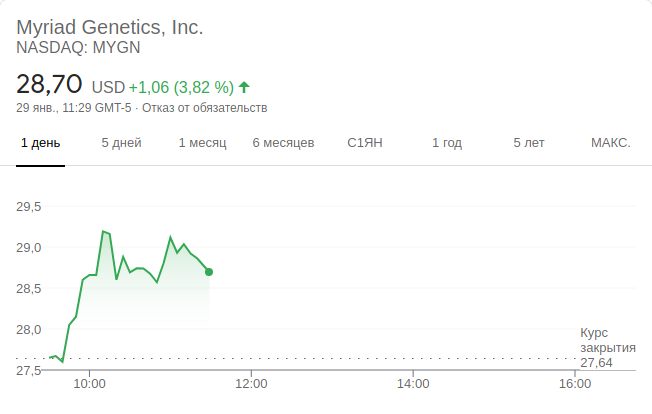 Myriad Genetics, Inc.
NASDAQ: MYGN
28,70 USD +1,06 (3,82 %)
29 янв., 11:29 GMT-5 · Отказ от обязательств
1 день 5 дней 1 месяц 6 месяцев С1ЯН 1 год 5 лет МАКС.
29,5
29,0
28,5
28,0
Курс
закрытия
27,64
27,5
10:00 12:00 14:00 16:00